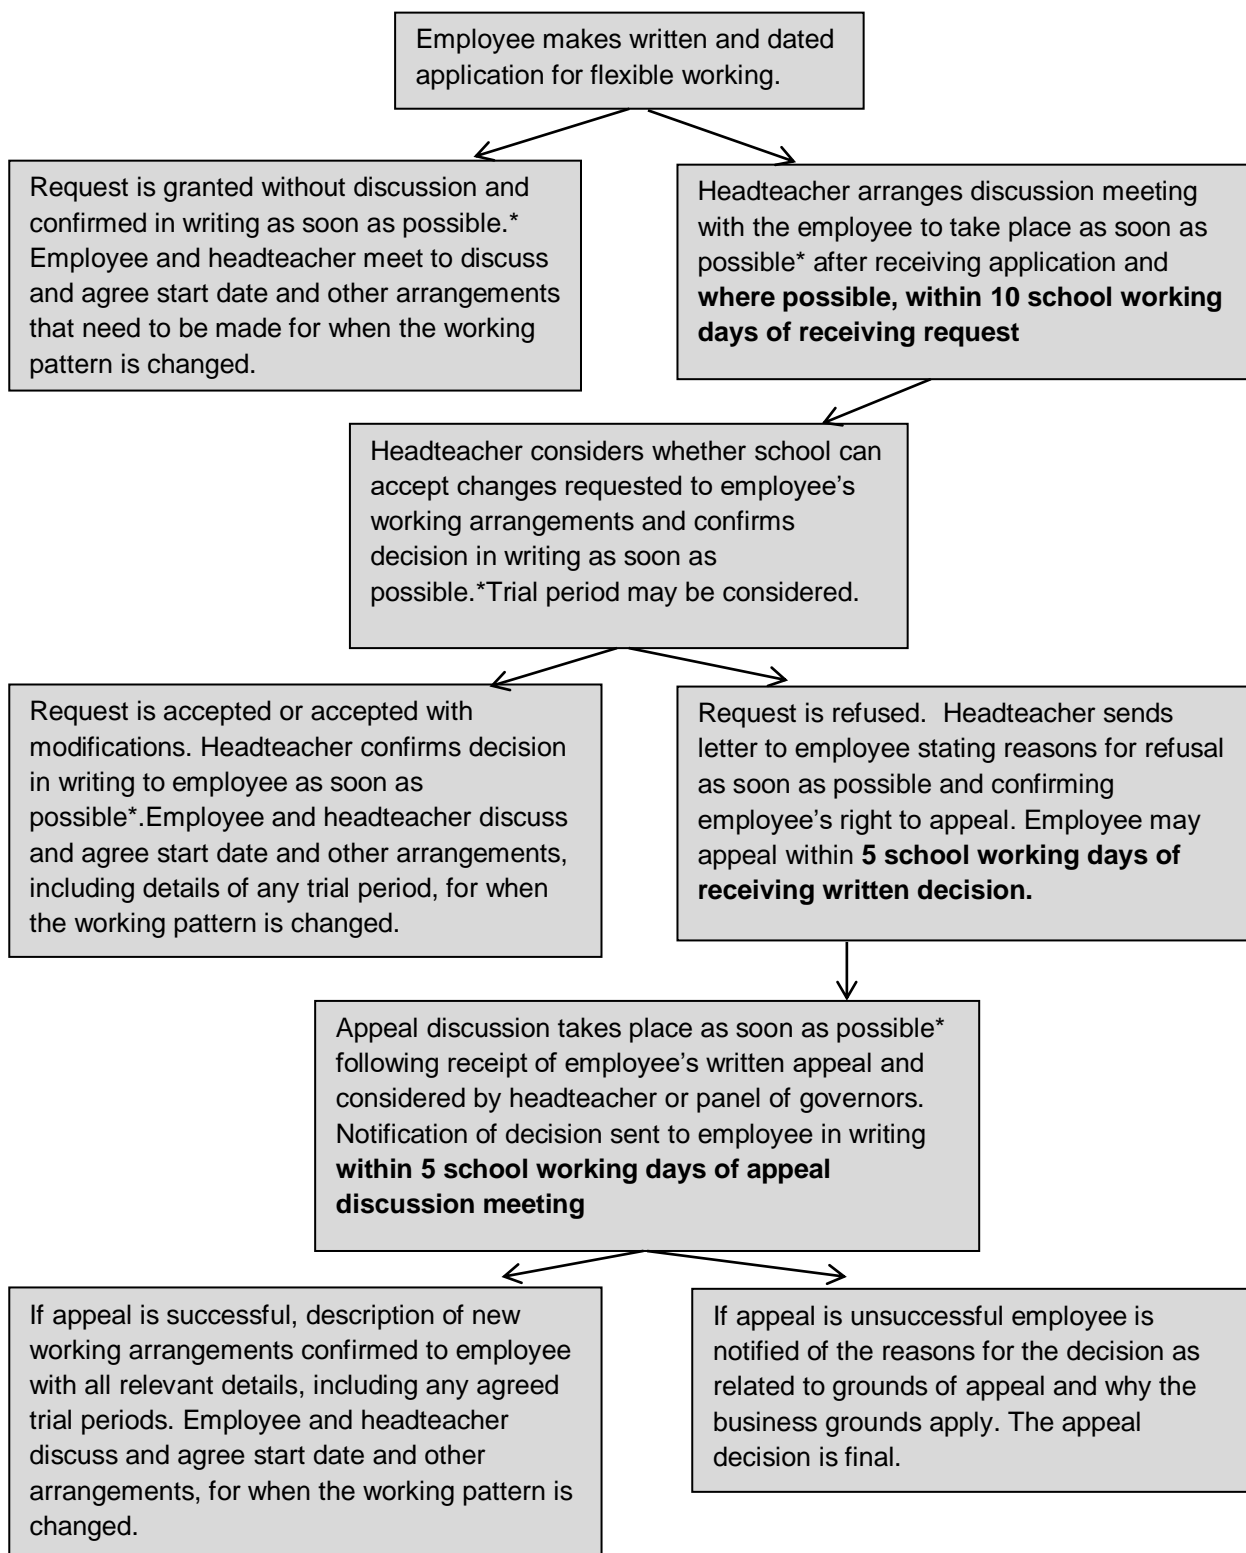 Employee makes written and dated
application for flexible working.
Request is granted without discussion and
confirmed in writing as soon as possible.*
Employee and headteacher meet to discuss
and agree start date and other arrangements
that need to be made for when the working
pattern is changed.
Headteacher arranges discussion meeting
with the employee to take place as soon as
possible* after receiving application and
where possible, within 10 school working
days of receiving request
Headteacher considers whether school can
accept changes requested to employee’s
working arrangements and confirms
decision in writing as soon as
possible.*Trial period may be considered.
Request is accepted or accepted with
modifications. Headteacher confirms decision
in writing to employee as soon as
possible*.Employee and headteacher discuss
and agree start date and other arrangements,
including details of any trial period, for when
the working pattern is changed.
Request is refused.  Headteacher sends
letter to employee stating reasons for refusal
as soon as possible and confirming
employee’s right to appeal. Employee may
appeal within 5 school working days of
receiving written decision.
Appeal discussion takes place as soon as possible*
following receipt of employee’s written appeal and
considered by headteacher or panel of governors.
Notification of decision sent to employee in writing
within 5 school working days of appeal
discussion meeting
If appeal is successful, description of new
working arrangements confirmed to employee
with all relevant details, including any agreed
trial periods. Employee and headteacher
discuss and agree start date and other
arrangements, for when the working pattern is
changed.
If appeal is unsuccessful employee is
notified of the reasons for the decision as
related to grounds of appeal and why the
business grounds apply. The appeal
decision is final.